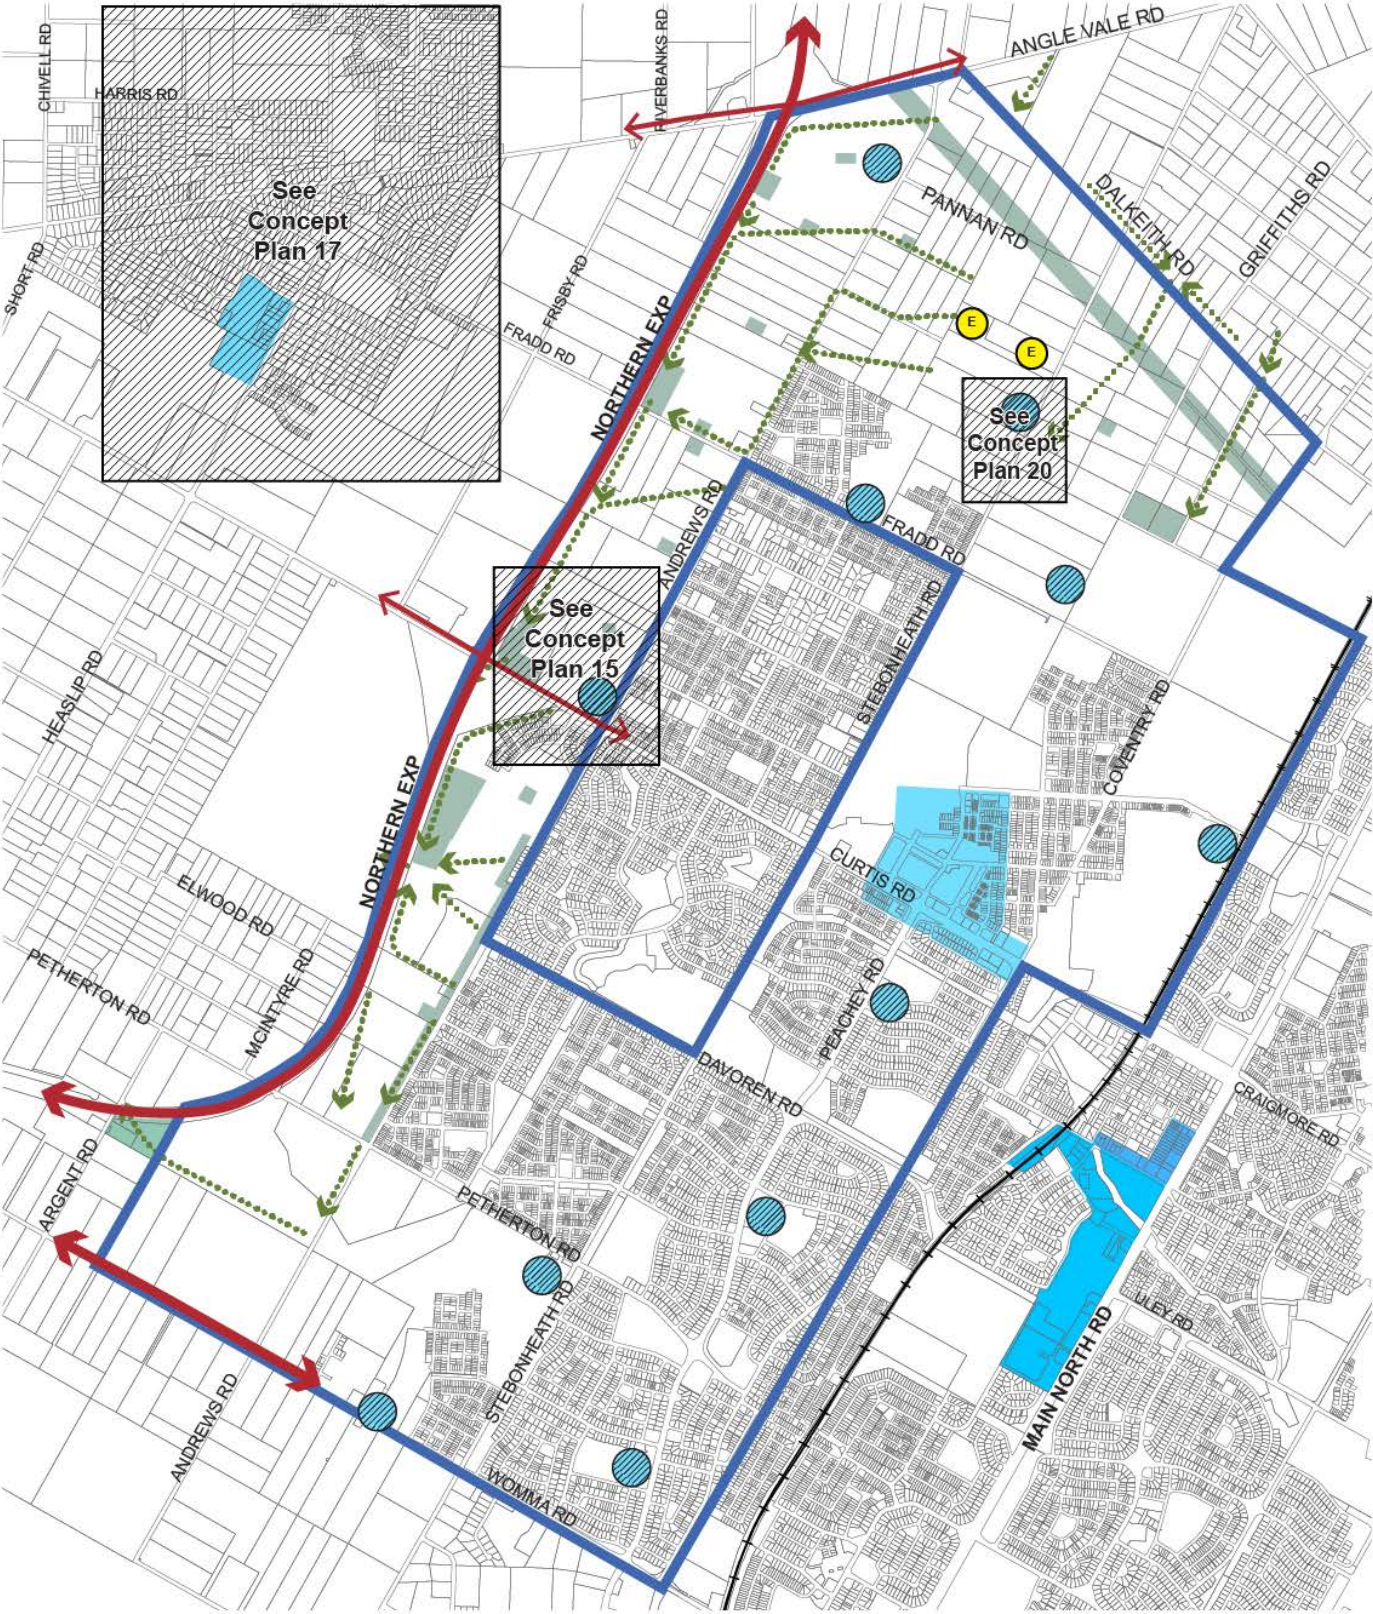 CHIVELL RD
HARRIS RD
RIVERBANKS RD
ANGLE VALE RD
See
Concept
Plan 17
SHORT RD
FRISBY RD
FRADD RD
NORTHERN EXP
PANNAN RD
DALKEITH RD
GRIFFITHS RD
E
E
See
Concept
Plan 20
ANDREWS RD
FRADD RD
See
Concept
Plan 15
STEBONHEATH RD
HEASLIP RD
COVENTRY RD
NORTHERN EXP
CURTIS RD
ELWOOD RD
PETHERTON RD
MCINTYRE RD
PEACHEY RD
DAVOREN RD
CRAIGMORE RD
ARGENT RD
PETHERTON RD
STEBONHEATH RD
ULEY RD
MAIN NORTH RD
ANDREWS RD
WOMMA RD